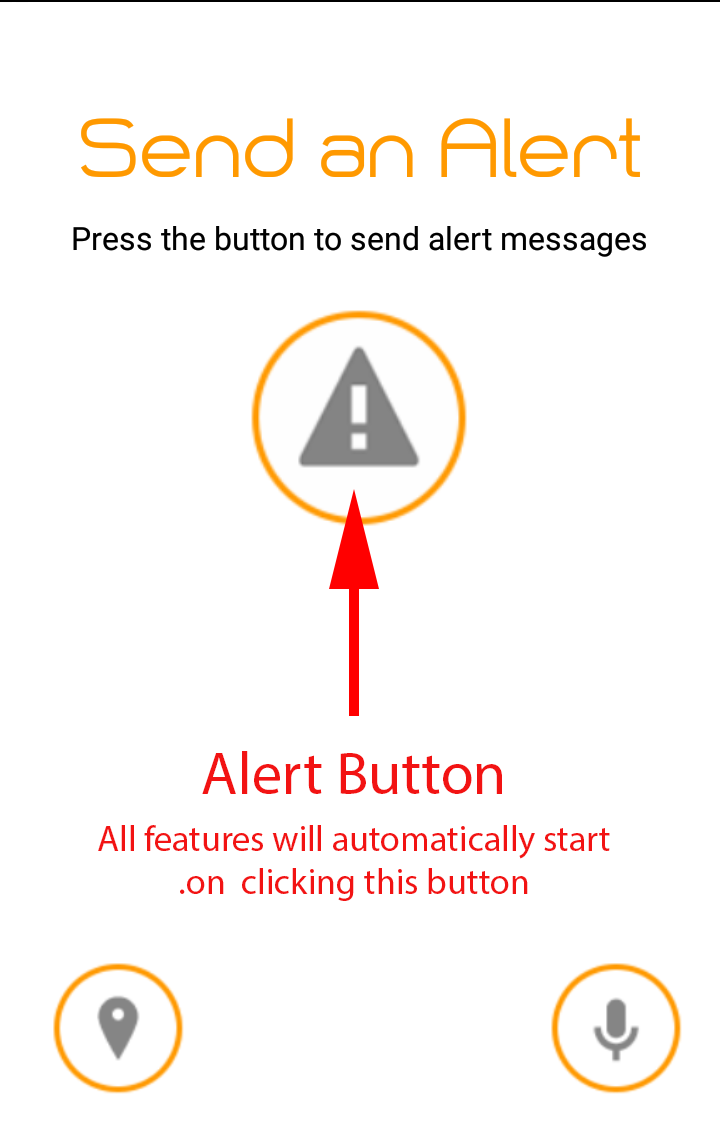 Send an Alert
Press the button to send alert messages
Alert Button
All features will automatically start
.on  clicking this button